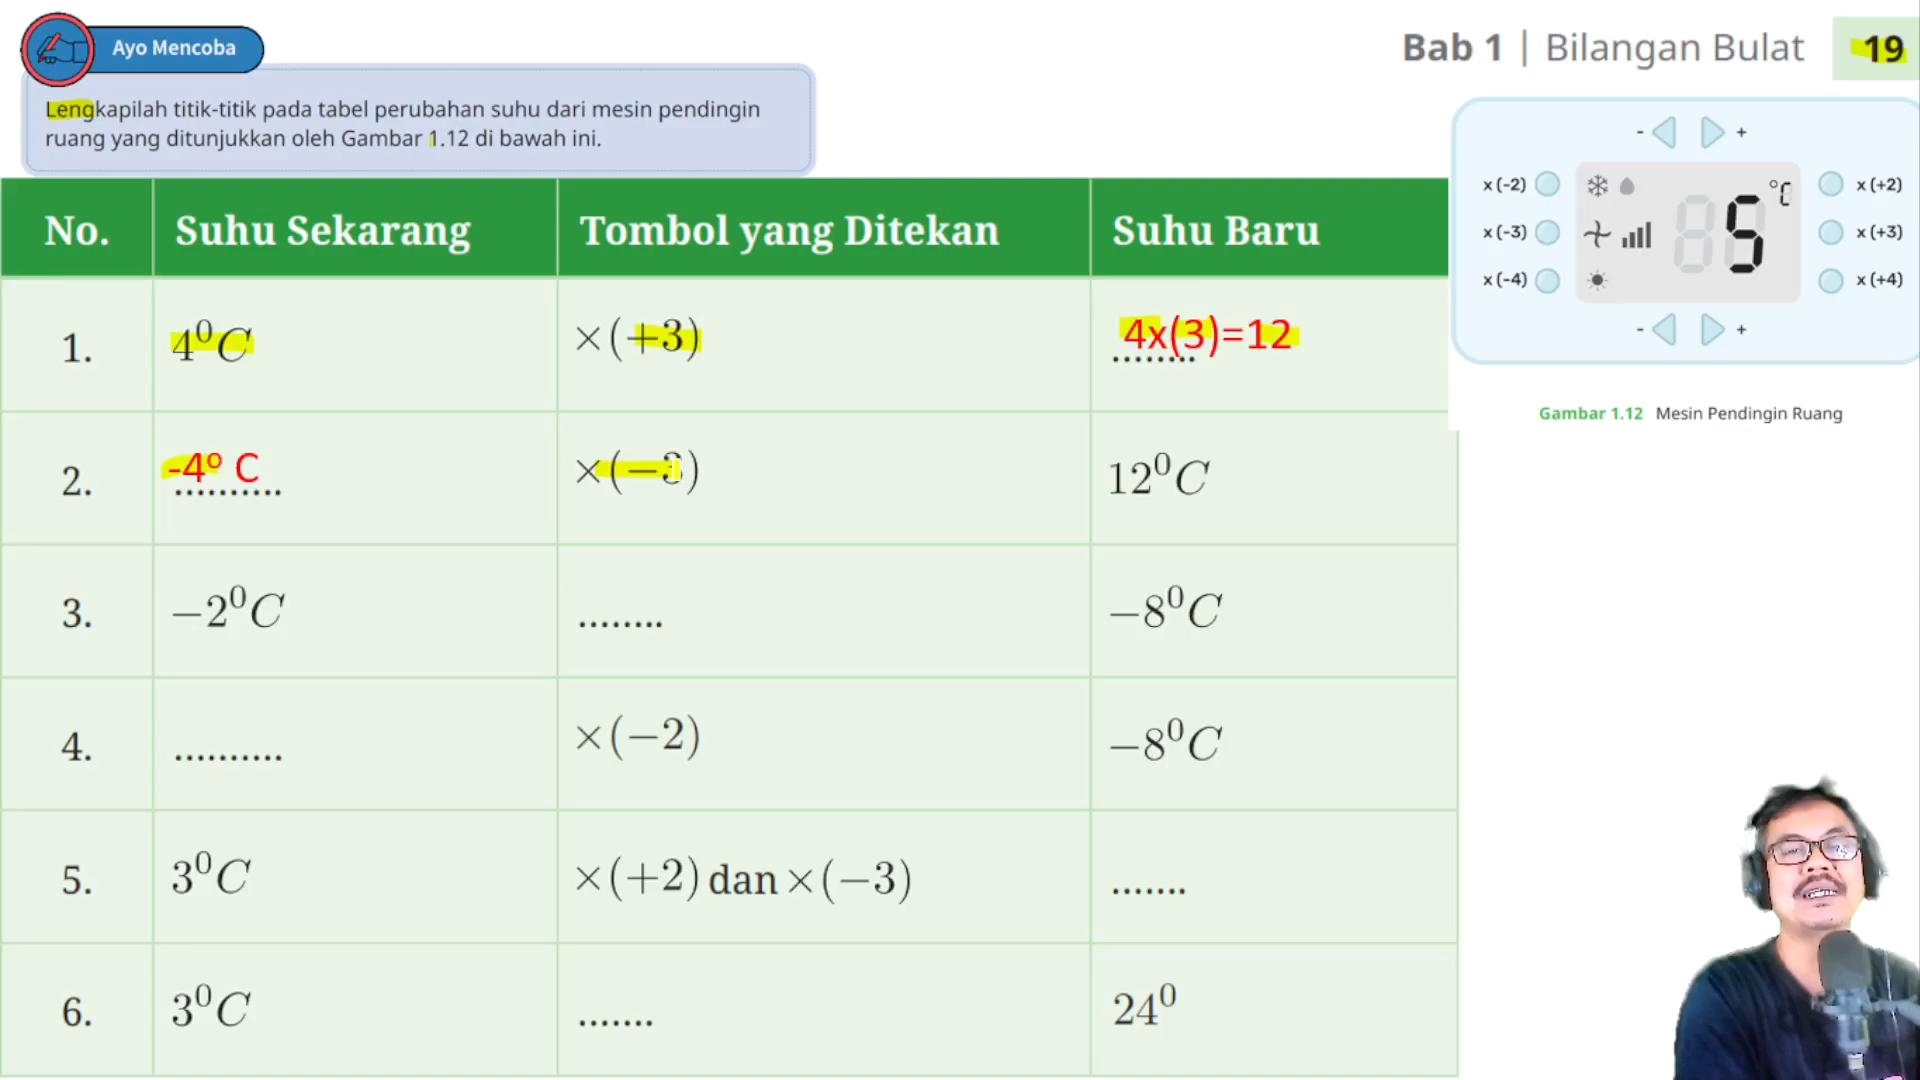 Ayo Mencoba
Bab 1 | Bilangan Bulat 19
Lengkapilah titik-titik pada tabel perubahan suhu dari mesin pendingin
ruang yang ditunjukkan oleh Gambar 1.12 di bawah ini.
- +
x (-2) °C x (+2)
x (-3) 5 x (+3)
x (-4) x (+4)
- +
Gambar 1.12 Mesin Pendingin Ruang
No. Suhu Sekarang Tombol yang Ditekan Suhu Baru
1. 4⁰C ×(+3) 4x(3)=12 ........
2. -4º C .......... ×(−3) 12⁰C
3. −2⁰C ........ −8⁰C
4. .......... ×(−2) −8⁰C
5. 3⁰C ×(+2) dan ×(−3) .......
6. 3⁰C ....... 24⁰